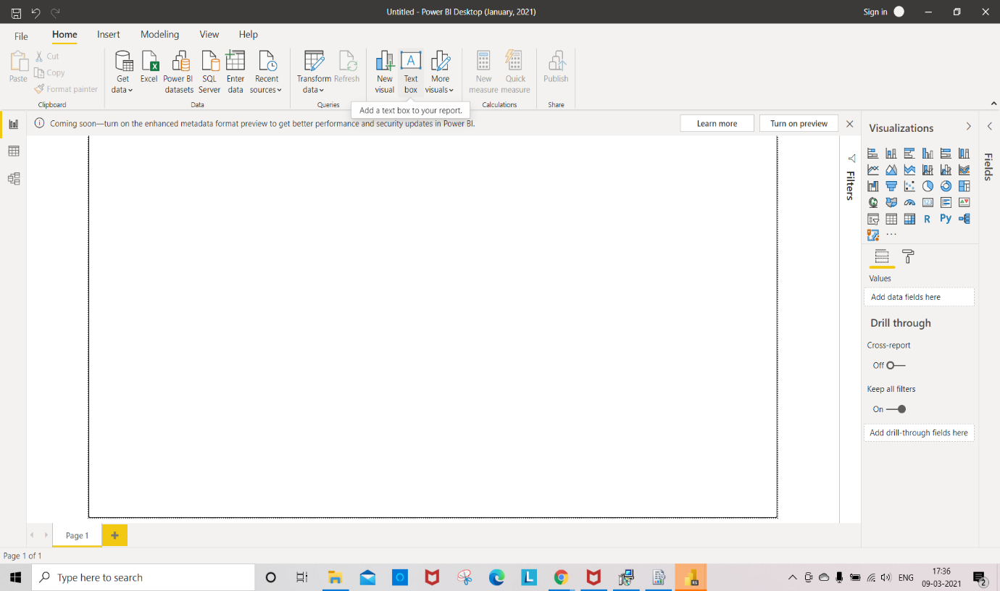 Untitled - Power BI Desktop (January, 2021)
Sign in
File
Home
Insert
Modeling
View
Help
Paste
Cut
Copy
Format painter
Clipboard
Get
data
Excel
Power BI
datasets
SQL
Server
Enter
data
Recent
sources
Data
Transform
data
Refresh
Queries
New
visual
A
Text
box
More
visuals
New
measure
Quick
measure
Calculations
Publish
Share
Add a text box to your report.
Coming soon—turn on the enhanced metadata format preview to get better performance and security updates in Power BI.
Learn more
Turn on preview
Filters
Visualizations
Fields
123
R
Py
...
Values
Add data fields here
Drill through
Cross-report
Off
Keep all filters
On
Add drill-through fields here
Page 1
Page 1 of 1
Type here to search
L
RS
ENG
17:36
09-03-2021
2